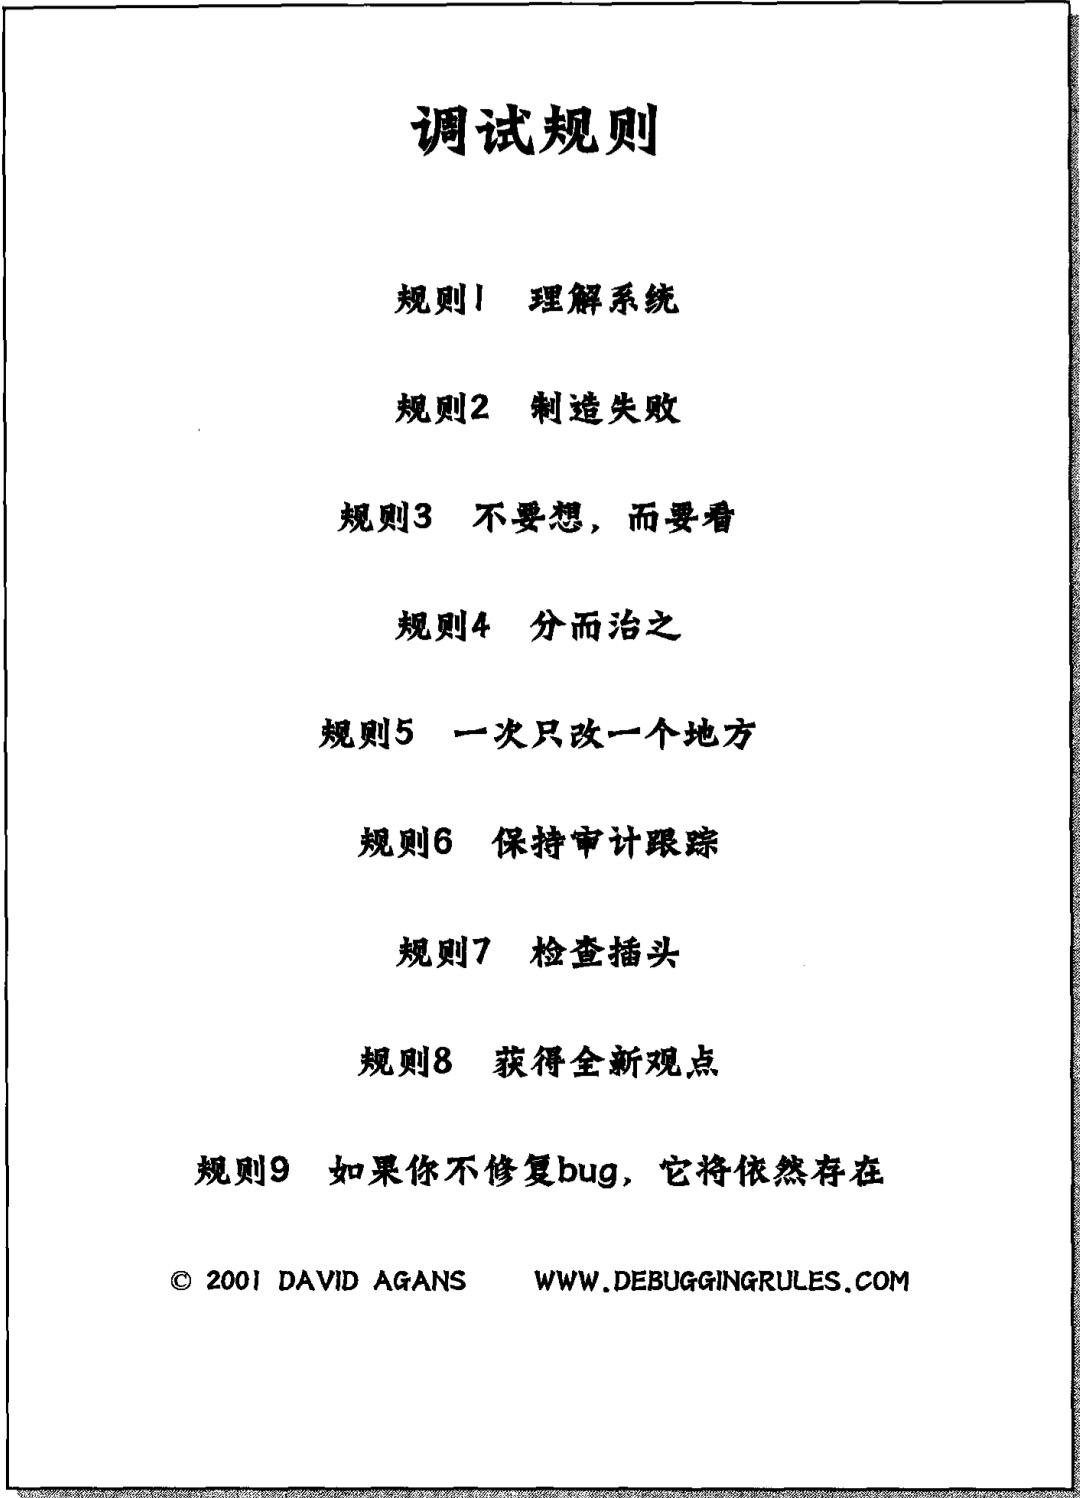 调试规则
规则1 理解系统
规则2 制造失败
规则3 不要想，而要看
规则4 分而治之
规则5 一次只改一个地方
规则6 保持审计跟踪
规则7 检查插头
规则8 获得全新观点
规则9 如果你不修复bug，它将依然存在
© 2001 DAVID AGANS WWW.DEBUGGINGRULES.COM